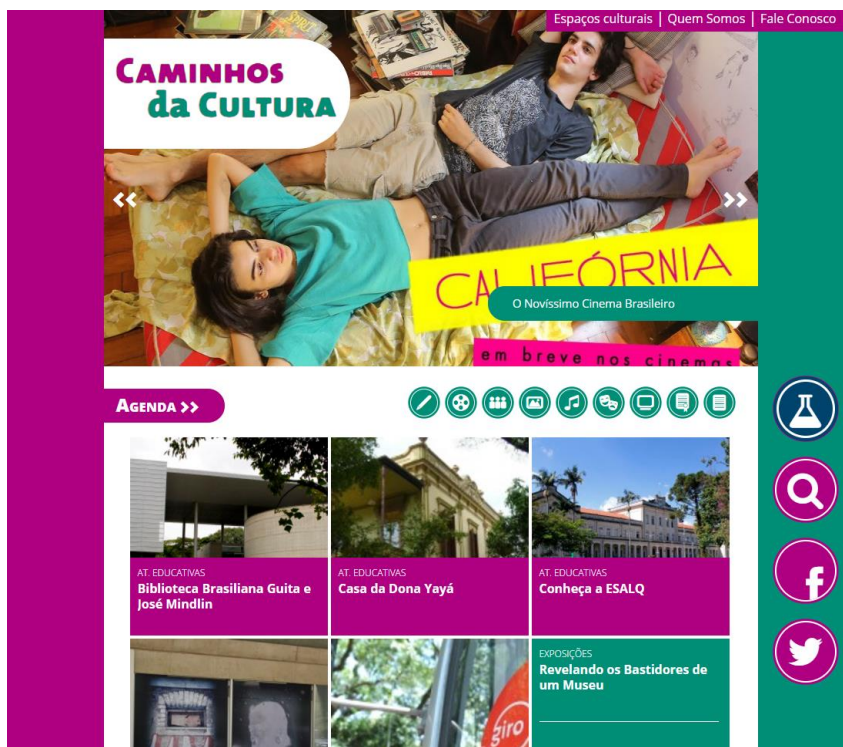 Espaços culturais | Quem Somos | Fale Conosco
CAMINHOS
da CULTURA
CALIFÓRNIA
O Novíssimo Cinema Brasileiro
em breve nos cinemas
AGENDA >>
AT. EDUCATIVAS
Biblioteca Brasiliana Guita e
José Mindlin
AT. EDUCATIVAS
Casa da Dona Yayá
AT. EDUCATIVAS
Conheça a ESALQ
giro
EXPOSIÇÕES
Revelando os Bastidores de
um Museu